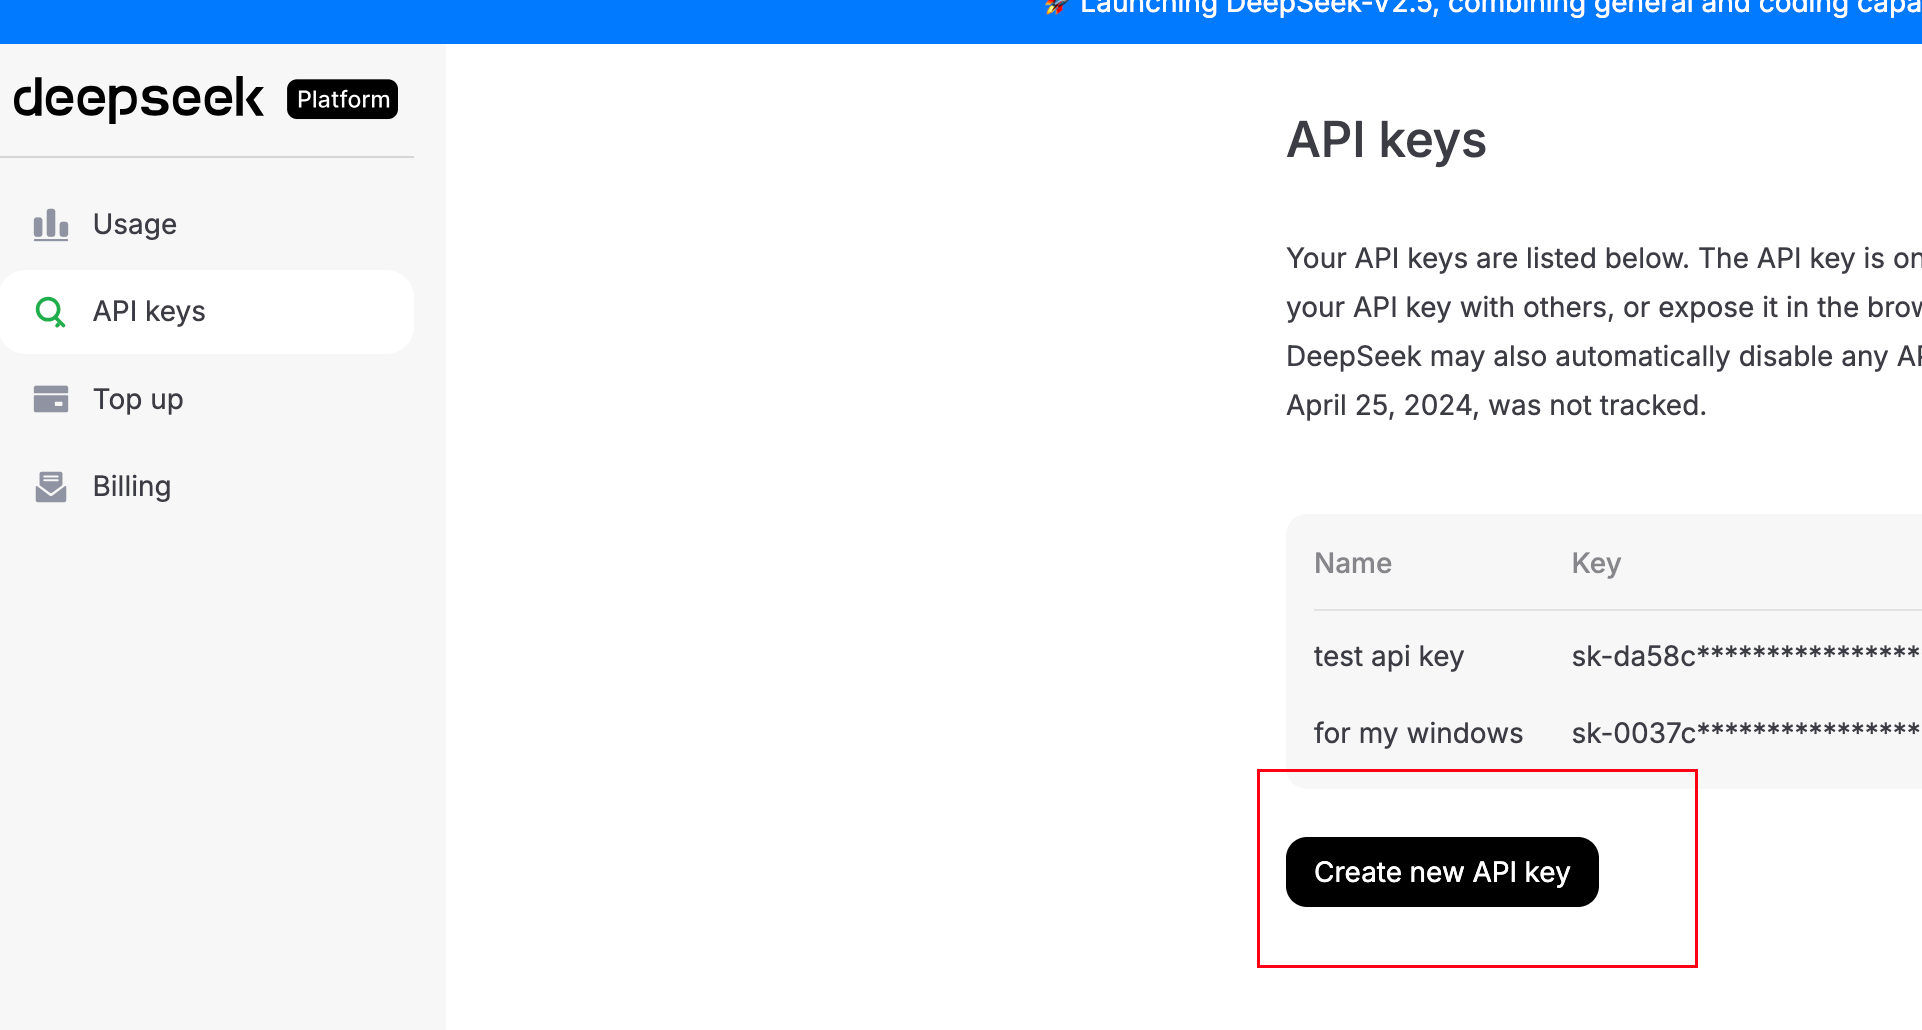 🚀 Launching DeepSeek-V2.5, combining general and coding capa
deepseek Platform
Usage
API keys
Top up
Billing
API keys
Your API keys are listed below. The API key is on
your API key with others, or expose it in the brow
DeepSeek may also automatically disable any AP
April 25, 2024, was not tracked.
Name Key
test api key sk-da58c****************
for my windows sk-0037c****************
Create new API key